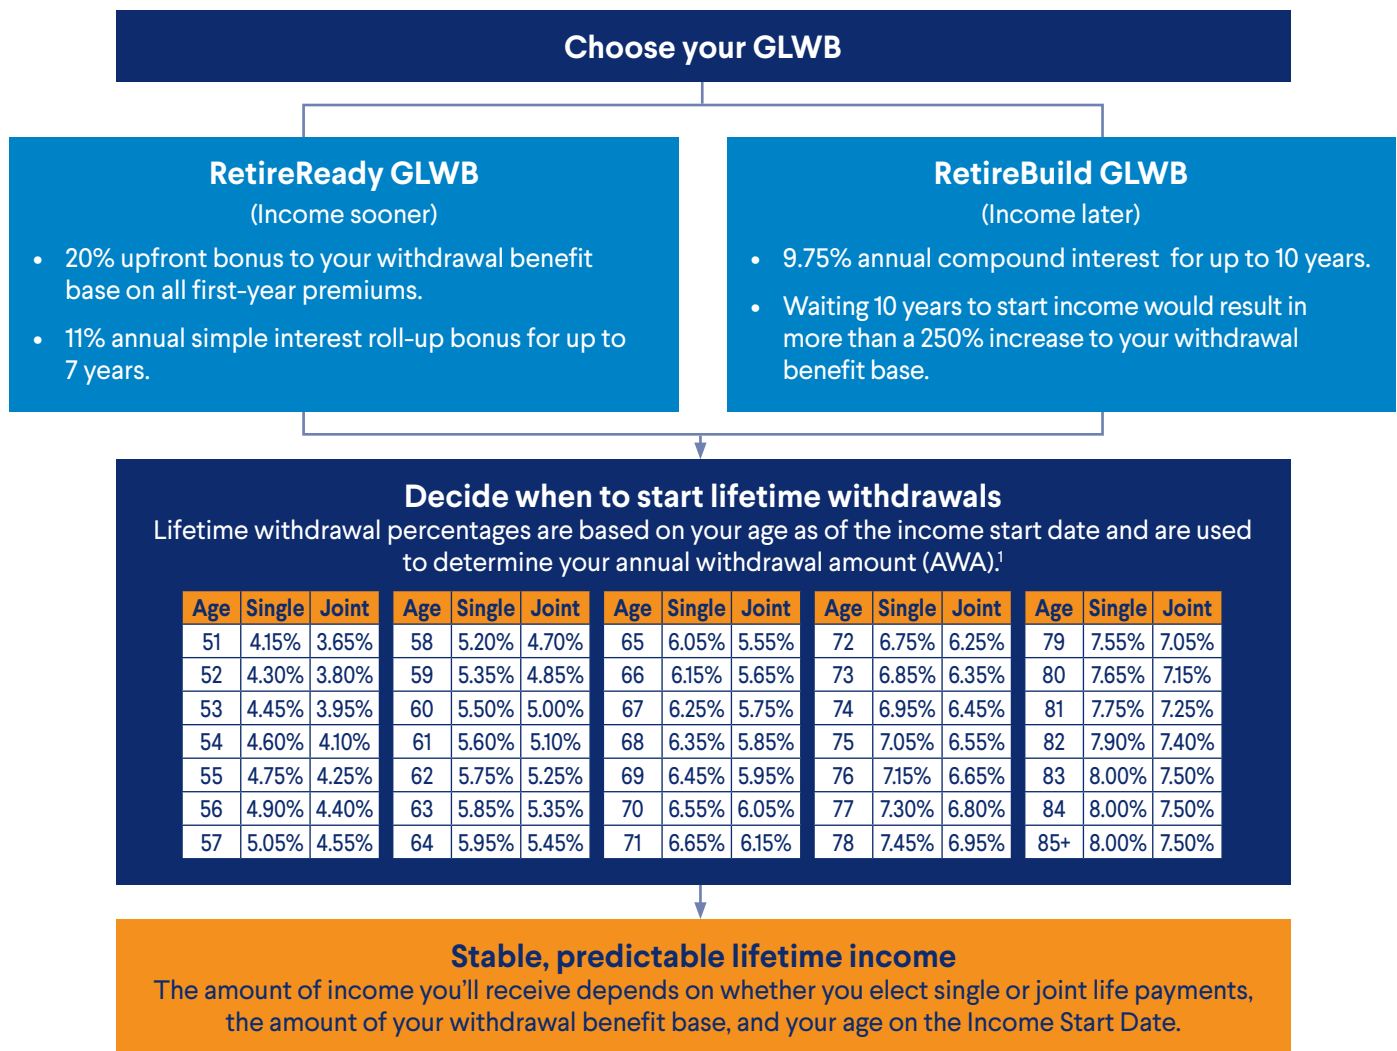 Choose your GLWB
RetireReady GLWB
(Income sooner)
• 20% upfront bonus to your withdrawal benefit
base on all first-year premiums.
• 11% annual simple interest roll-up bonus for up to
7 years.
RetireBuild GLWB
(Income later)
• 9.75% annual compound interest for up to 10 years.
• Waiting 10 years to start income would result in
more than a 250% increase to your withdrawal
benefit base.
Decide when to start lifetime withdrawals
Lifetime withdrawal percentages are based on your age as of the income start date and are used
to determine your annual withdrawal amount (AWA).¹
Age Single Joint Age Single Joint Age Single Joint Age Single Joint Age Single Joint
51 4.15% 3.65% 58 5.20% 4.70% 65 6.05% 5.55% 72 6.75% 6.25% 79 7.55% 7.05%
52 4.30% 3.80% 59 5.35% 4.85% 66 6.15% 5.65% 73 6.85% 6.35% 80 7.65% 7.15%
53 4.45% 3.95% 60 5.50% 5.00% 67 6.25% 5.75% 74 6.95% 6.45% 81 7.75% 7.25%
54 4.60% 4.10% 61 5.60% 5.10% 68 6.35% 5.85% 75 7.05% 6.55% 82 7.90% 7.40%
55 4.75% 4.25% 62 5.75% 5.25% 69 6.45% 5.95% 76 7.15% 6.65% 83 8.00% 7.50%
56 4.90% 4.40% 63 5.85% 5.35% 70 6.55% 6.05% 77 7.30% 6.80% 84 8.00% 7.50%
57 5.05% 4.55% 64 5.95% 5.45% 71 6.65% 6.15% 78 7.45% 6.95% 85+ 8.00% 7.50%
Stable, predictable lifetime income
The amount of income you’ll receive depends on whether you elect single or joint life payments,
the amount of your withdrawal benefit base, and your age on the Income Start Date.